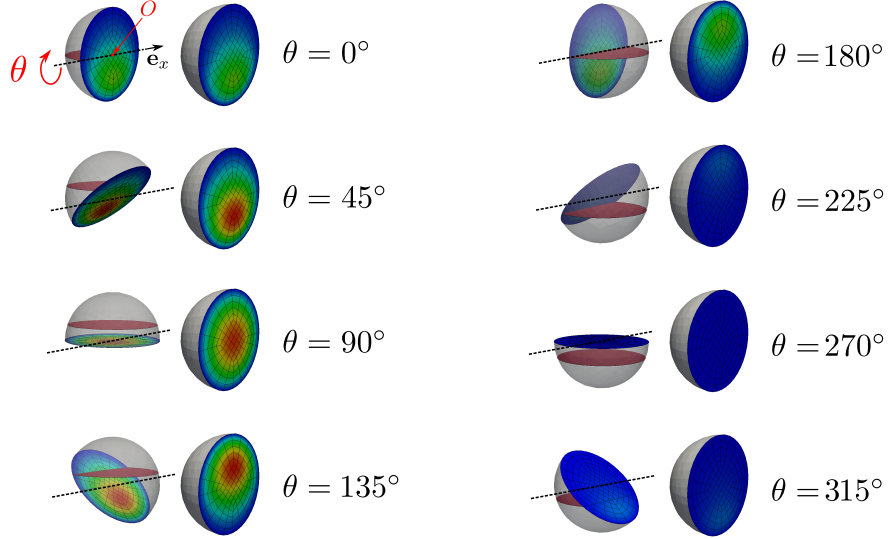 O
θ
e_x
θ = 0°
θ = 45°
θ = 90°
θ = 135°
θ = 180°
θ = 225°
θ = 270°
θ = 315°